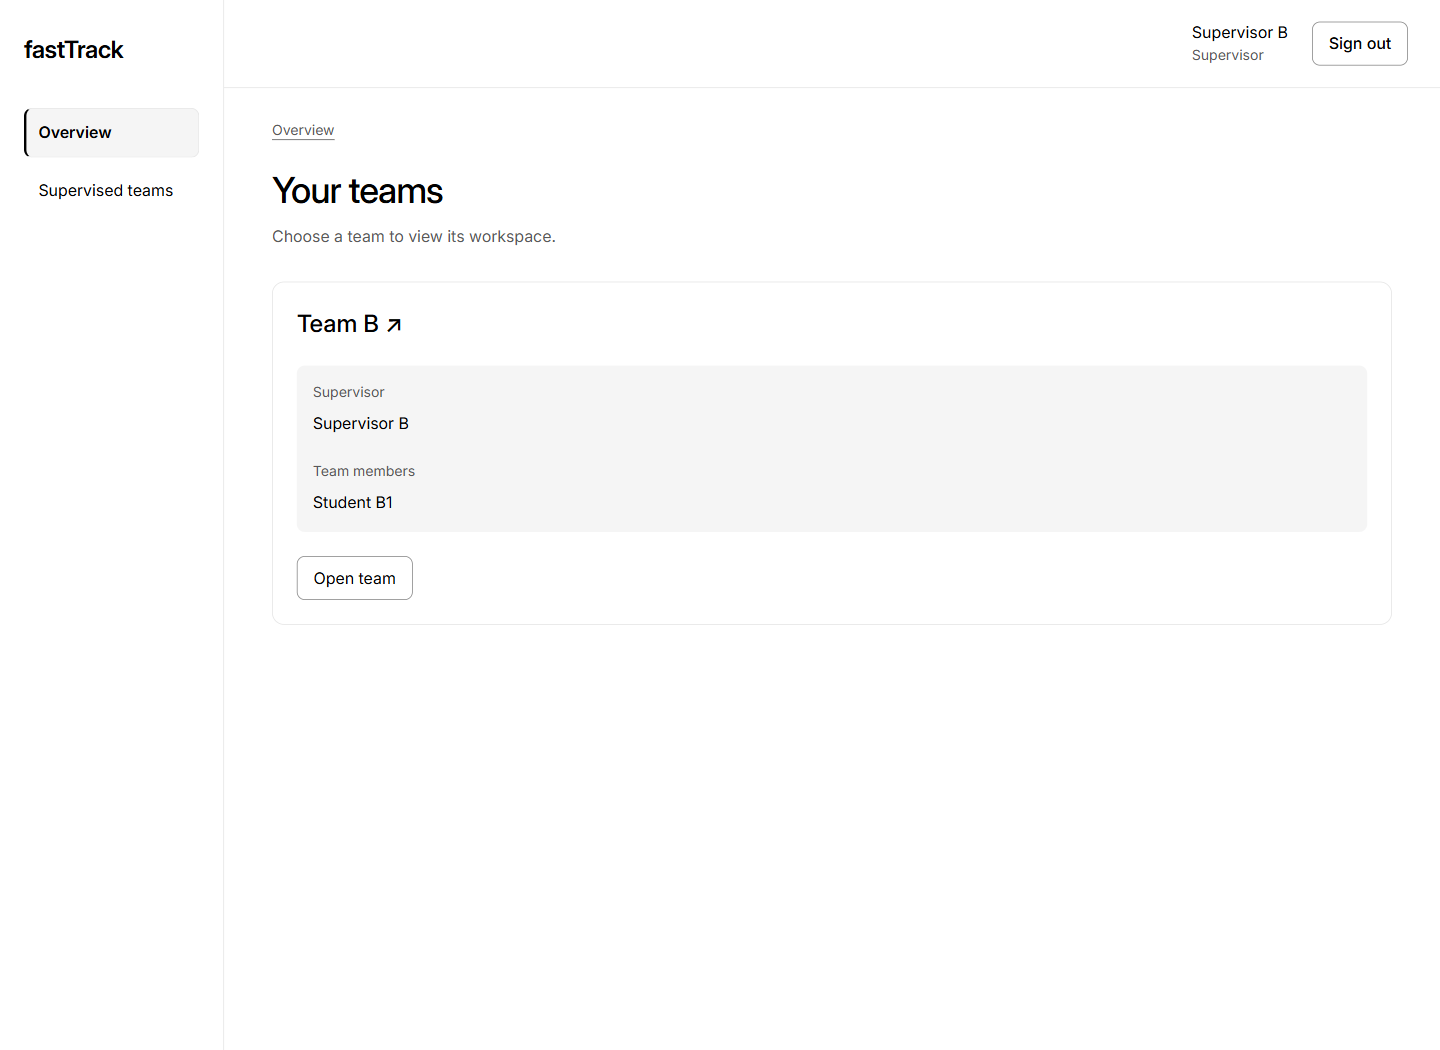 fastTrack
Overview
Supervised teams
Supervisor B
Supervisor
Sign out
Overview
Your teams
Choose a team to view its workspace.
Team B ↗
Supervisor
Supervisor B
Team members
Student B1
Open team